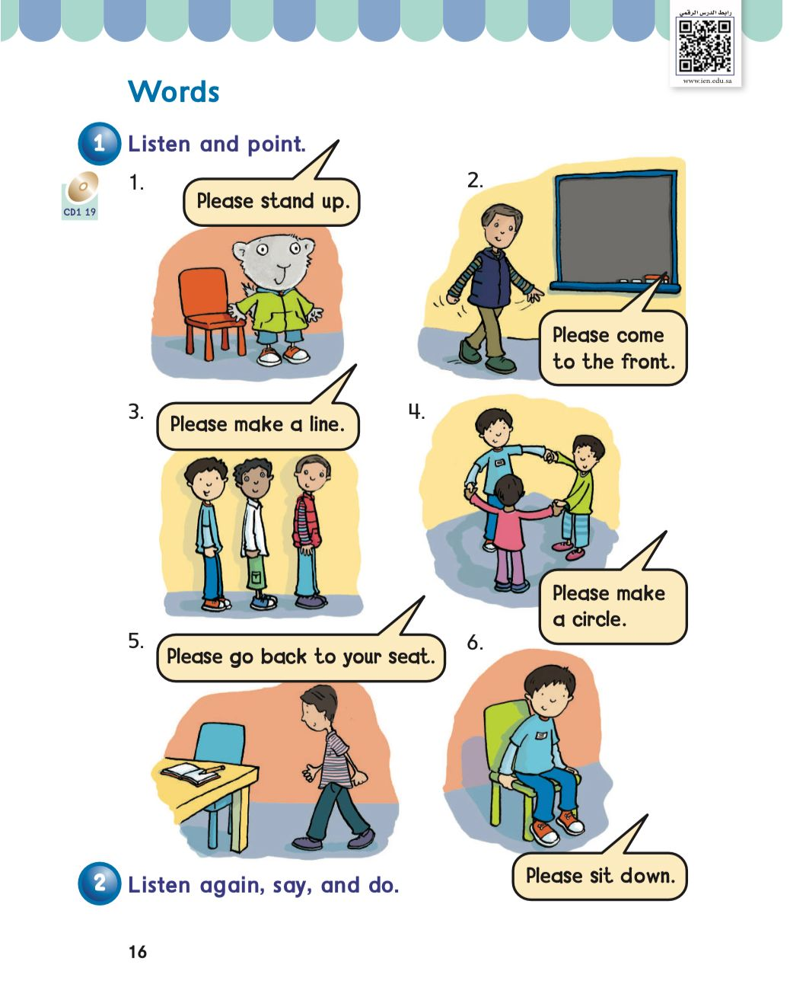 رابط الدرس الرقمي
www.ien.edu.sa
Words
1 Listen and point.
CD1 19
1.
Please stand up.
2.
Please come
to the front.
3.
Please make a line.
4.
Please make
a circle.
5.
Please go back to your seat.
6.
Please sit down.
2 Listen again, say, and do.
16